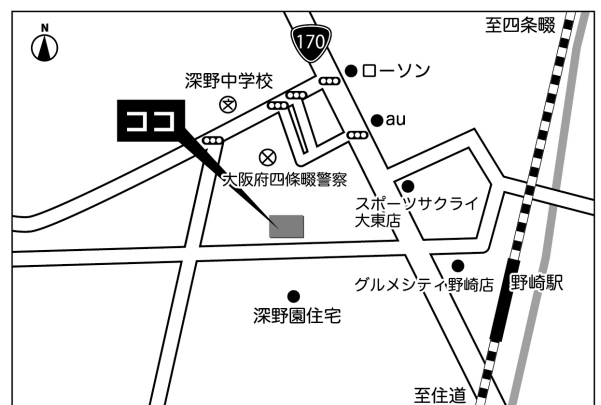 N
至四条畷
170
ローソン
深野中学校
文
au
ココ
大阪府四條畷警察
スポーツサクライ
大東店
グルメシティ野崎店
野崎駅
深野園住宅
至住道